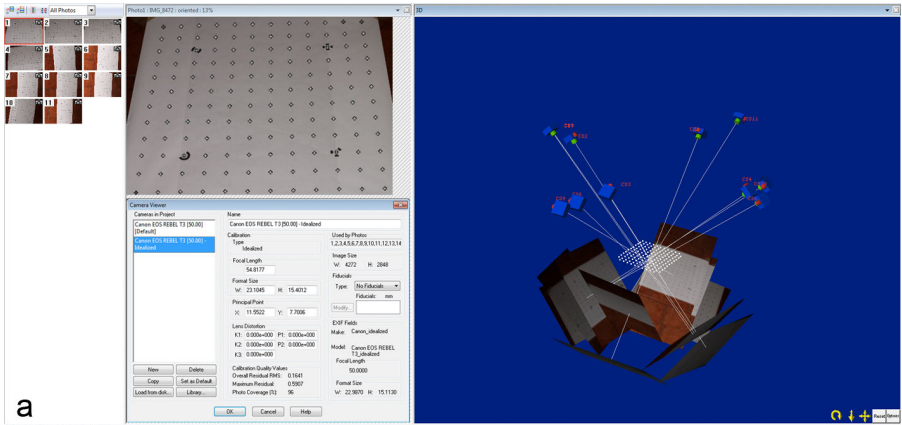 All Photos
1 2 3
4 5 6
7 8 9
10 11
Photo1 : IMG_8472 : oriented : 13%
3D
Camera Viewer
Cameras in Project
Canon EOS REBEL T3 [50.00]
[Default]
Canon EOS REBEL T3 [50.00] -
Idealized
New Delete
Copy Set as Default
Load from disk... Library...
Name
Canon EOS REBEL T3 [50.00] - Idealized
Calibration
Type
Idealized
Focal Length
54.8177
Format Size
W: 23.1045 H: 15.4012
Principal Point
X: 11.5522 Y: 7.7006
Lens Distortion
K1: 0.000e+000 P1: 0.000e+000
K2: 0.000e+000 P2: 0.000e+000
K3: 0.000e+000
Calibration Quality Values
Overall Residual RMS: 0.1641
Maximum Residual: 0.5907
Photo Coverage (%): 96
Used by Photos
1,2,3,4,5,6,7,8,9,10,11,12,13,14
Image Size
W: 4272 H: 2848
Fiducials
Type: No Fiducials
Fiducials: mm
Modify...
EXIF Fields
Make: Canon_idealized
Model: Canon EOS REBEL
T3_idealized
Focal Length
50.0000
Format Size
W: 22.9870 H: 15.1130
OK Cancel Help
Reset Options
a